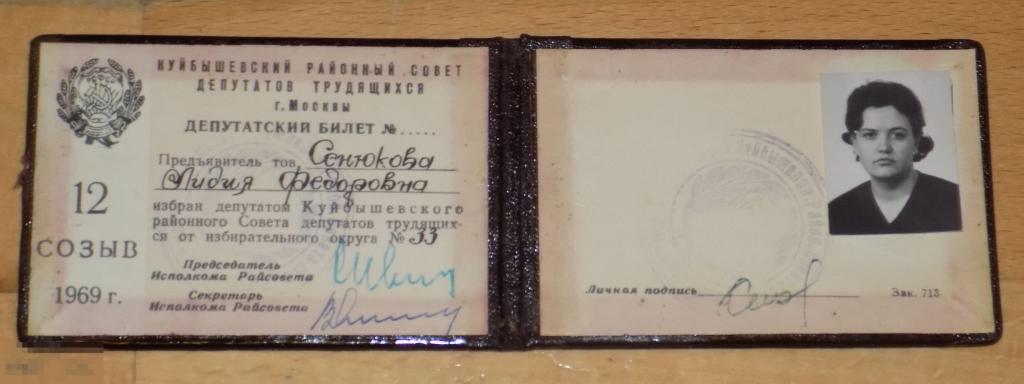 КУЙБЫШЕВСКИЙ РАЙОННЫЙ СОВЕТ
ДЕПУТАТОВ ТРУДЯЩИХСЯ
г. Москвы
ДЕПУТАТСКИЙ БИЛЕТ № .....
Предъявитель тов. Сенюкова
Лидия Федоровна
избран депутатом Куйбышевского
районного Совета депутатов трудящих-
ся от избирательного округа № 33
Председатель
Исполкома Райсовета
Секретарь
Исполкома Райсовета
12
СОЗЫВ
1969 г.
Личная подпись
Зак. 713